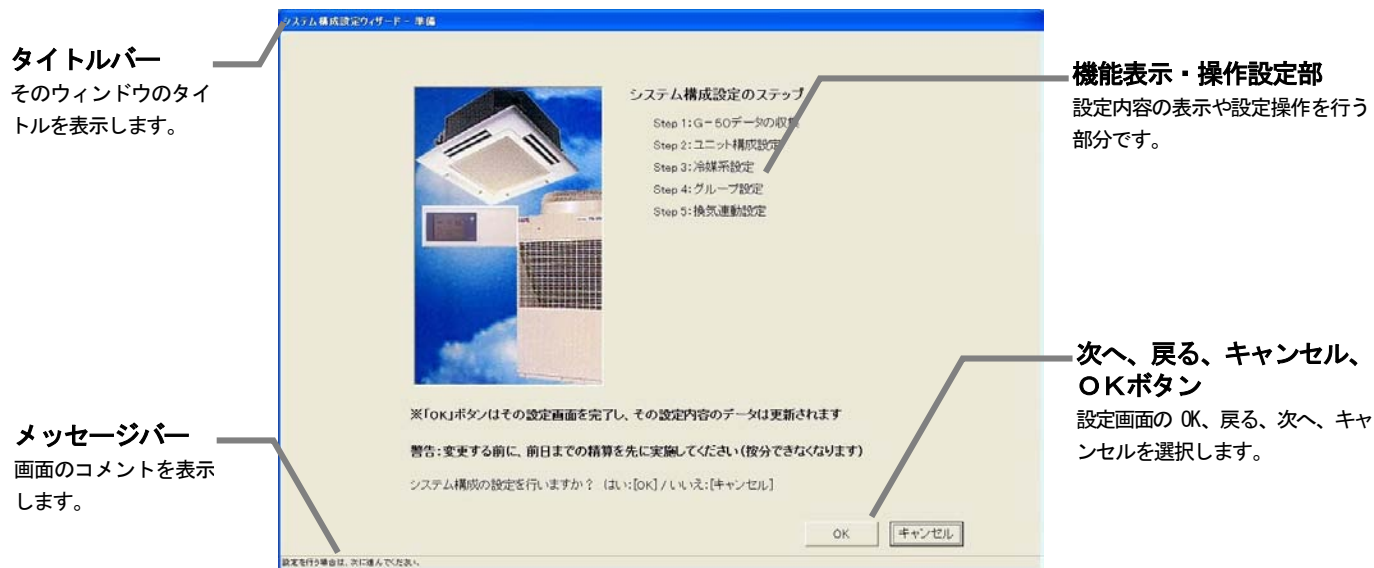 システム構成設定ウィザード - 準備
タイトルバー
そのウィンドウのタイ
トルを表示します。
機能表示・操作設定部
設定内容の表示や設定操作を行う
部分です。
システム構成設定のステップ
Step 1:G-50データの収集
Step 2:ユニット構成設定
Step 3:冷媒系設定
Step 4:グループ設定
Step 5:換気連動設定
次へ、戻る、キャンセル、
OKボタン
設定画面の OK、戻る、次へ、キャ
ンセルを選択します。
※「OK」ボタンはその設定画面を完了し、その設定内容のデータは更新されます
警告:変更する前に、前日までの精算を先に実施してください(按分できなくなります)
システム構成の設定を行いますか? はい:[OK] / いいえ:[キャンセル]
メッセージバー
画面のコメントを表示
します。
OK キャンセル
設定を行う場合は、次に進んでください。